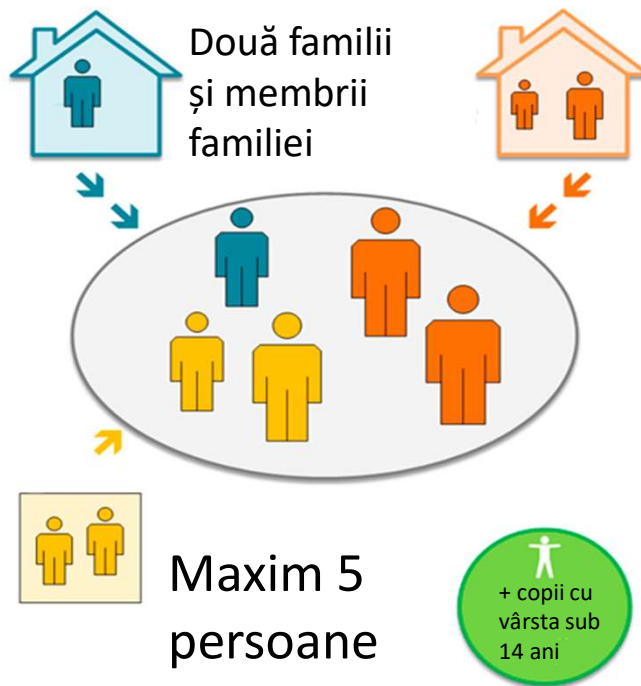 Două familii
și membrii
familiei
Maxim 5
persoane
+ copii cu
vârsta sub
14 ani